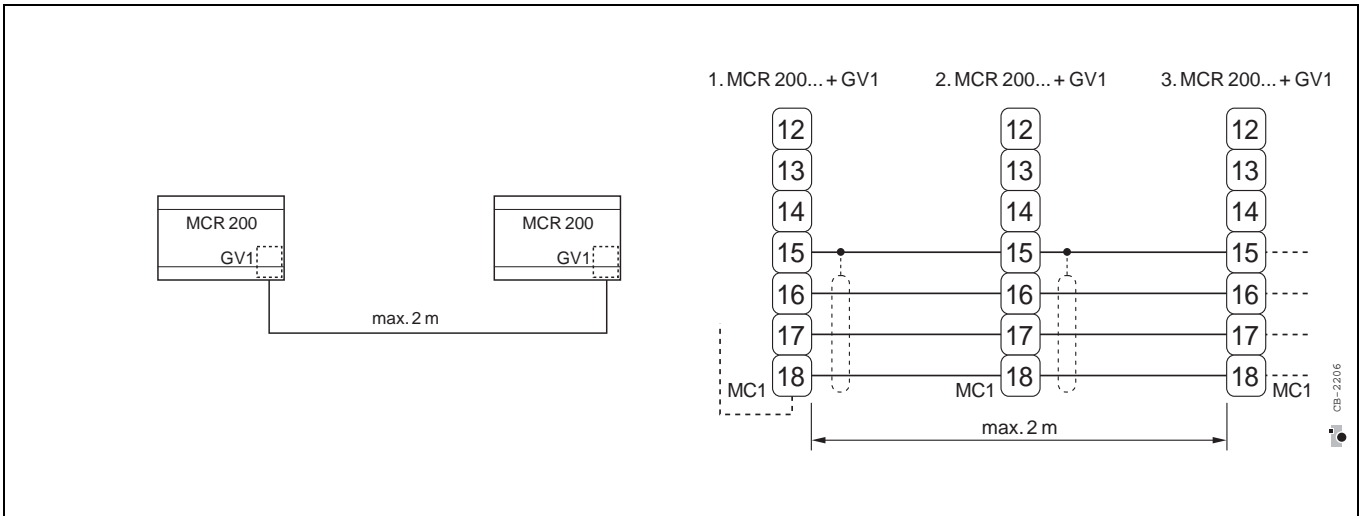 MCR 200
GV1
MCR 200
GV1
max. 2 m
1. MCR 200... + GV1
2. MCR 200... + GV1
3. MCR 200... + GV1
12 12 12
13 13 13
14 14 14
15 15 15
16 16 16
17 17 17
MC1 18 MC1 18 18 MC1
max. 2 m
CB-2206